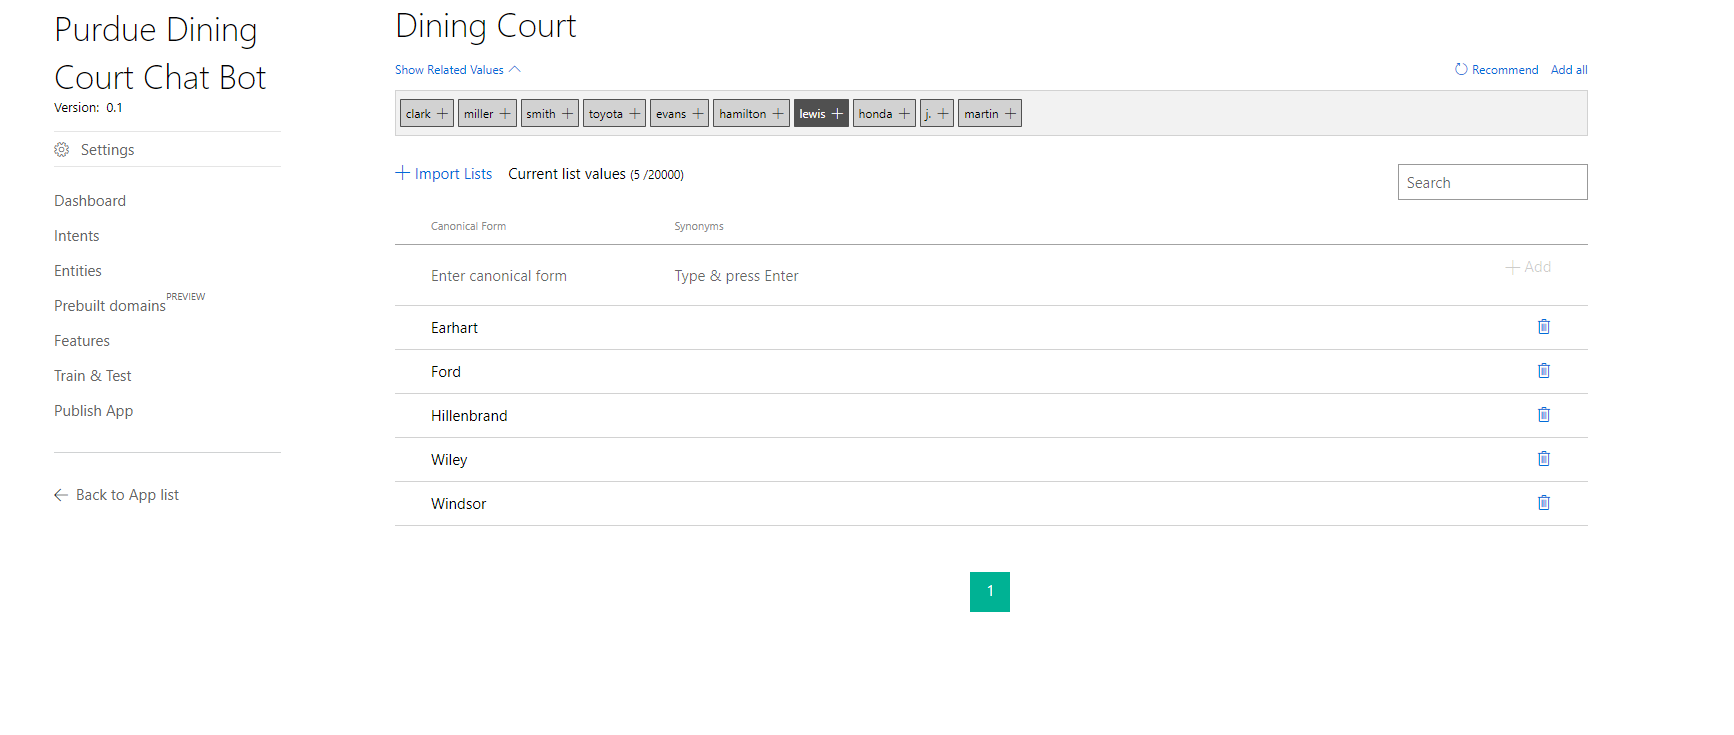 Purdue Dining
Court Chat Bot
Version: 0.1
Settings
Dashboard
Intents
Entities
Prebuilt domains PREVIEW
Features
Train & Test
Publish App
Back to App list
Dining Court
Show Related Values
Recommend Add all
clark miller smith toyota evans hamilton lewis honda j. martin
Import Lists Current list values (5 /20000)
Search
Canonical Form Synonyms
Enter canonical form Type & press Enter Add
Earhart
Ford
Hillenbrand
Wiley
Windsor
1